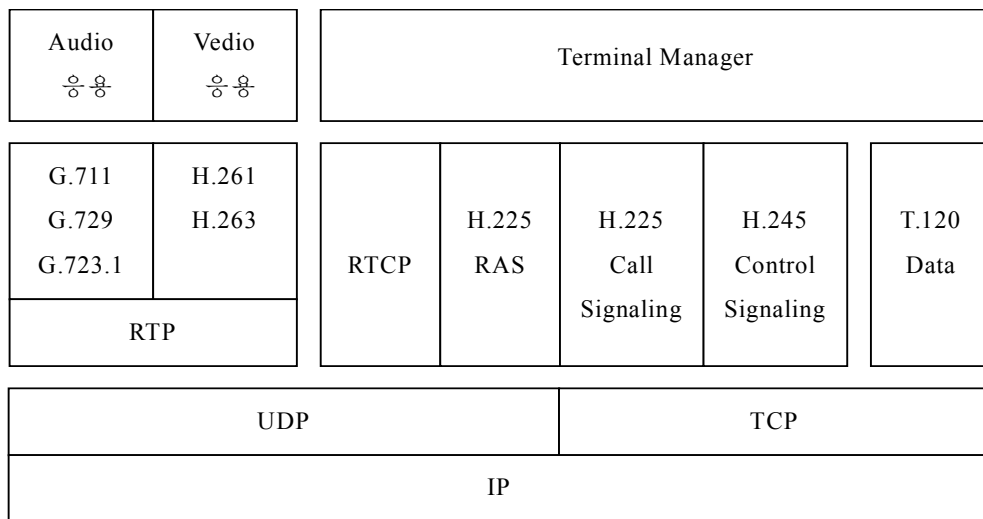 Audio
응용
Vedio
응용
Terminal Manager
G.711
G.729
G.723.1
H.261
H.263
RTP
RTCP
H.225
RAS
H.225
Call
Signaling
H.245
Control
Signaling
T.120
Data
UDP
TCP
IP